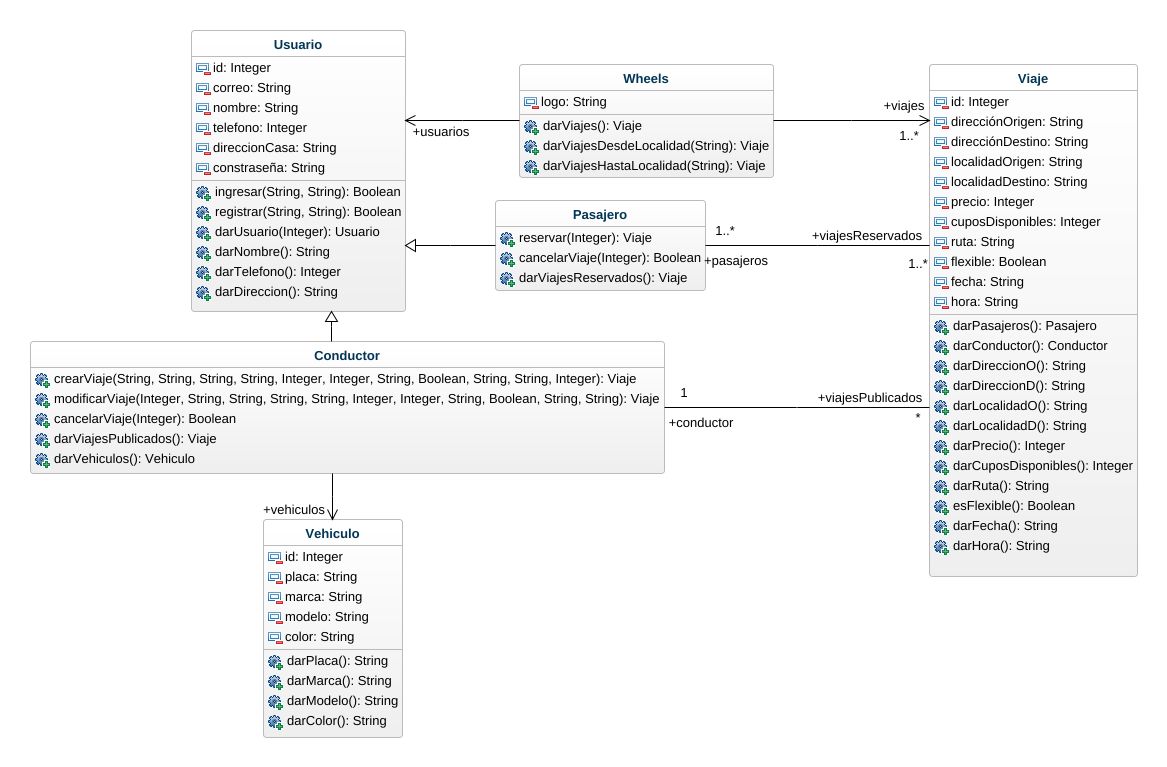 Usuario
id: Integer
correo: String
nombre: String
telefono: Integer
direccionCasa: String
constraseña: String
ingresar(String, String): Boolean
registrar(String, String): Boolean
darUsuario(Integer): Usuario
darNombre(): String
darTelefono(): Integer
darDireccion(): String
+usuarios
Wheels
logo: String
darViajes(): Viaje
darViajesDesdeLocalidad(String): Viaje
darViajesHastaLocalidad(String): Viaje
+viajes
1..*
Pasajero
reservar(Integer): Viaje
cancelarViaje(Integer): Boolean
darViajesReservados(): Viaje
1..*
+pasajeros
+viajesReservados
1..*
Viaje
id: Integer
direcciónOrigen: String
direcciónDestino: String
localidadOrigen: String
localidadDestino: String
precio: Integer
cuposDisponibles: Integer
ruta: String
flexible: Boolean
fecha: String
hora: String
darPasajeros(): Pasajero
darConductor(): Conductor
darDireccionO(): String
darDireccionD(): String
darLocalidadO(): String
darLocalidadD(): String
darPrecio(): Integer
darCuposDisponibles(): Integer
darRuta(): String
esFlexible(): Boolean
darFecha(): String
darHora(): String
Conductor
crearViaje(String, String, String, String, Integer, Integer, String, Boolean, String, String, Integer): Viaje
modificarViaje(Integer, String, String, String, String, Integer, Integer, String, Boolean, String, String): Viaje
cancelarViaje(Integer): Boolean
darViajesPublicados(): Viaje
darVehiculos(): Vehiculo
1
+conductor
+viajesPublicados
*
+vehiculos
Vehiculo
id: Integer
placa: String
marca: String
modelo: String
color: String
darPlaca(): String
darMarca(): String
darModelo(): String
darColor(): String